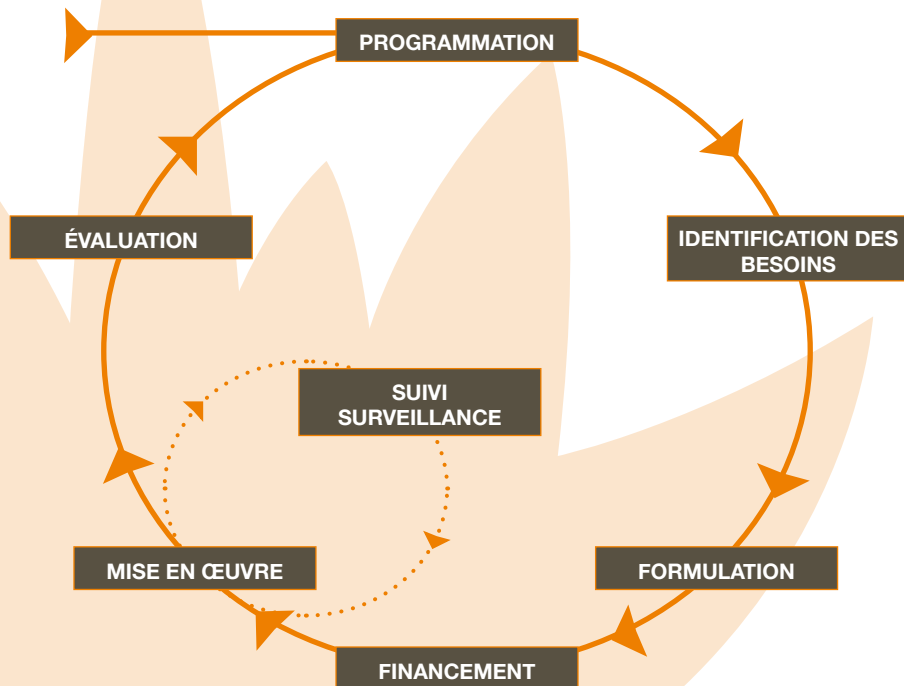 PROGRAMMATION
ÉVALUATION
IDENTIFICATION DES
BESOINS
SUIVI
SURVEILLANCE
MISE EN ŒUVRE
FORMULATION
FINANCEMENT